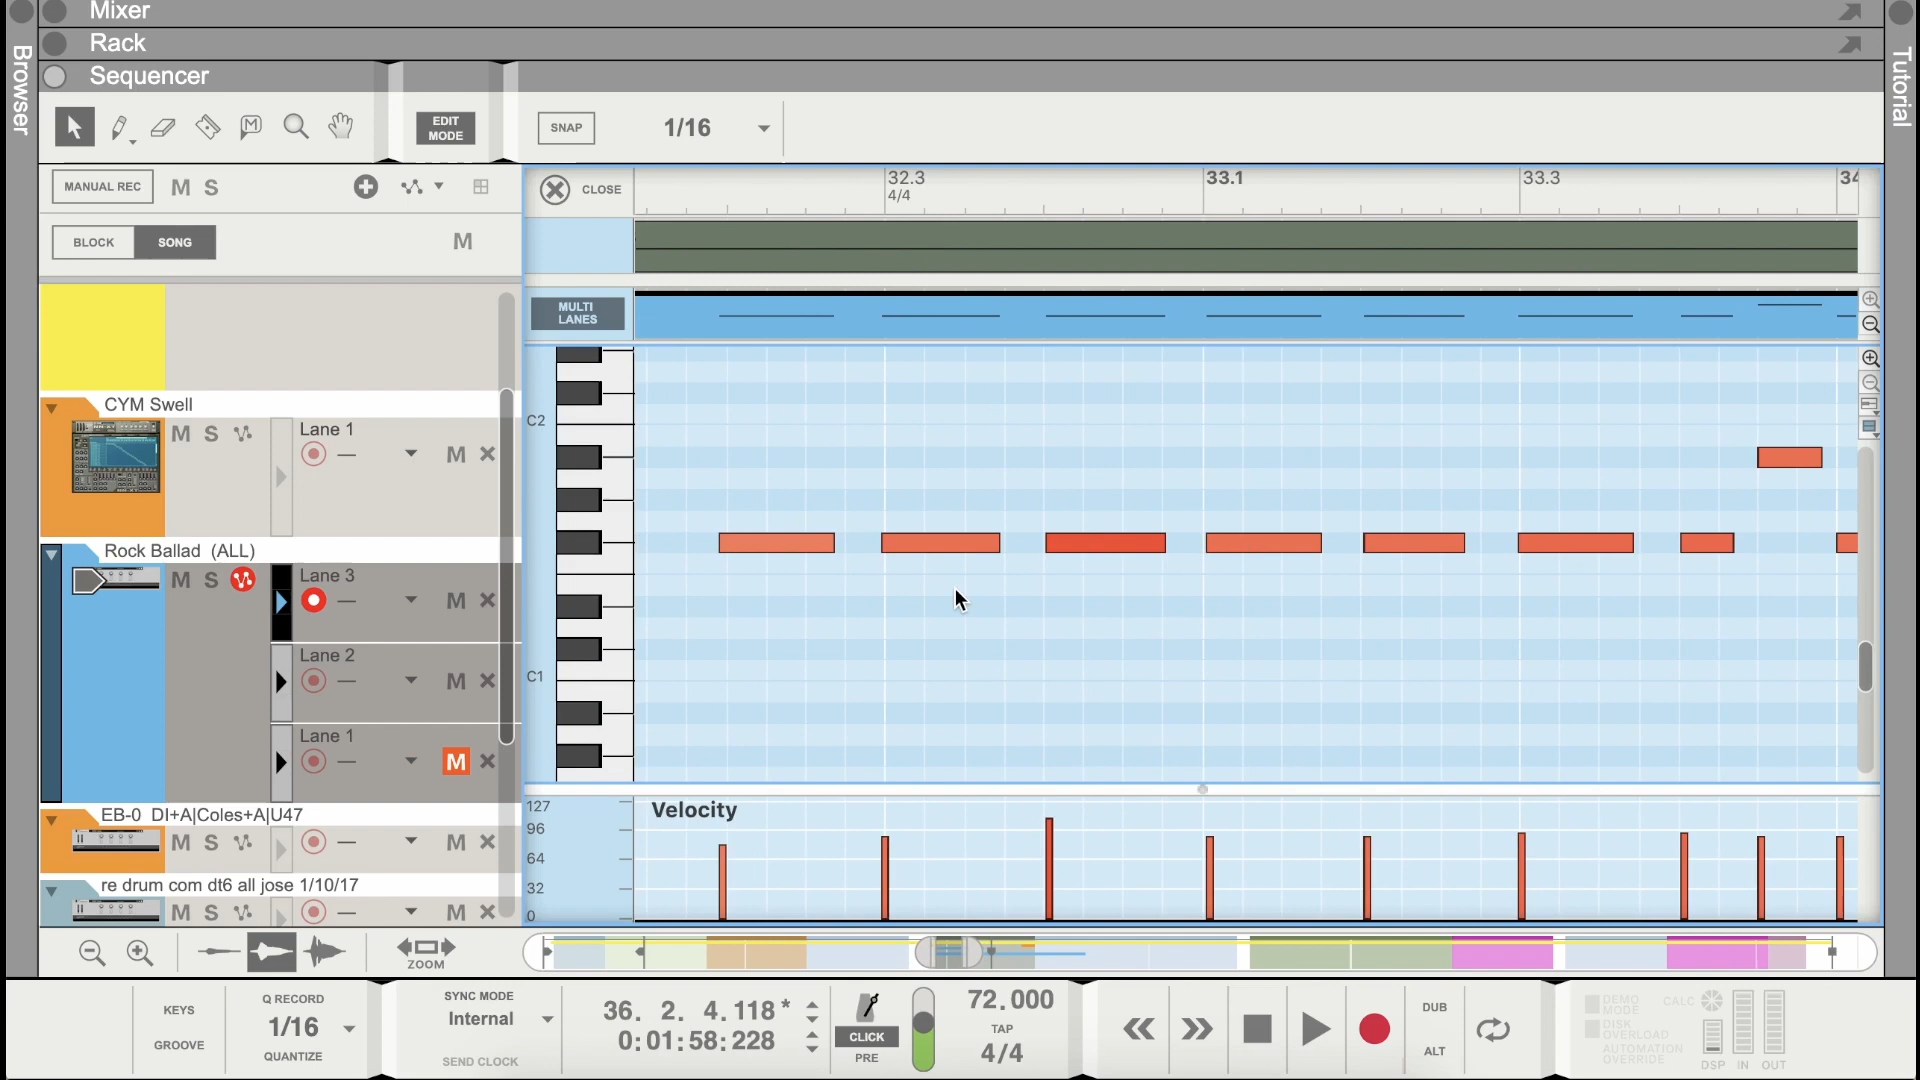 Mixer
Rack
Sequencer
Browser
Tutorial
EDIT MODE
SNAP
1/16
MANUAL REC
M S
CLOSE
32.3
4/4
33.1
33.3
34
BLOCK
SONG
M
MULTI LANES
CYM Swell
M S
Lane 1
M
C2
Rock Ballad (ALL)
M S
Lane 3
M
Lane 2
M
C1
Lane 1
M
EB-0 DI+A|Coles+A|U47
M S
M
re drum com dt6 all jose 1/10/17
M S
M
Velocity
127
96
64
32
0
ZOOM
KEYS
GROOVE
Q RECORD
1/16
QUANTIZE
SYNC MODE
Internal
SEND CLOCK
36. 2. 4.118 *
0:01:58:228
CLICK
PRE
72.000
TAP
4/4
DUB
ALT
DEMO MODE
DISK OVERLOAD
AUTOMATION OVERRIDE
CALC
DSP
IN
OUT